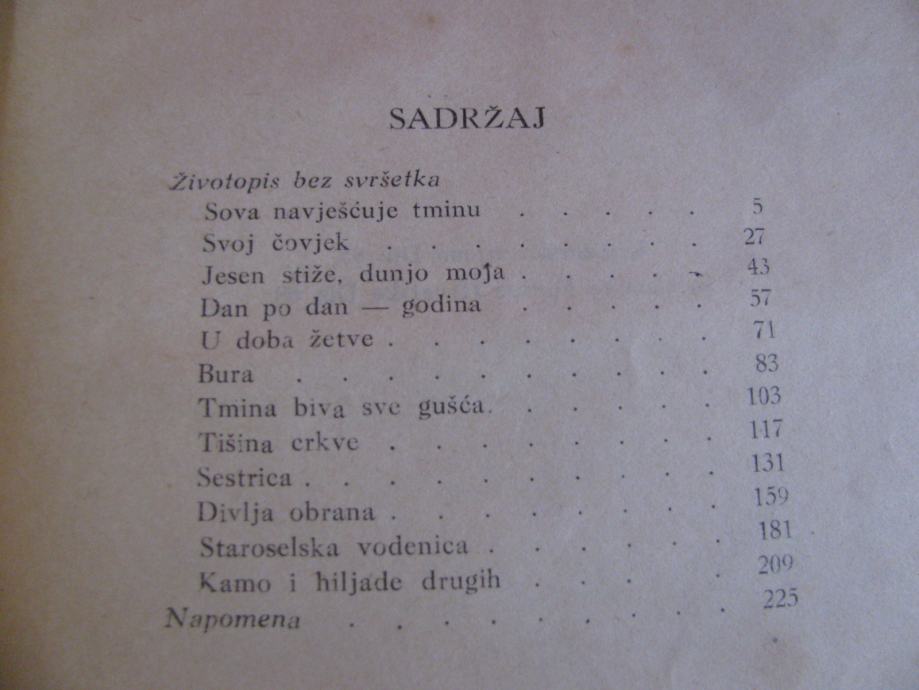 SADRŽAJ
Životopis bez svršetka
Sova navješćuje tminu . . . . . 5
Svoj čovjek . . . . . . . . 27
Jesen stiže, dunjo moja . . . . . 43
Dan po dan — godina . . . . . 57
U doba žetve . . . . . . . . 71
Bura . . . . . . . . . . 83
Tmina biva sve gušća. . . . . . 103
Tišina crkve . . . . . . . . 117
Sestrica . . . . . . . . . . 131
Divlja obrana . . . . . . . . 159
Staroselska vodenica . . . . . . 181
Kamo i hiljade drugih . . . . . 209
Napomena . . . . . . . . . 225